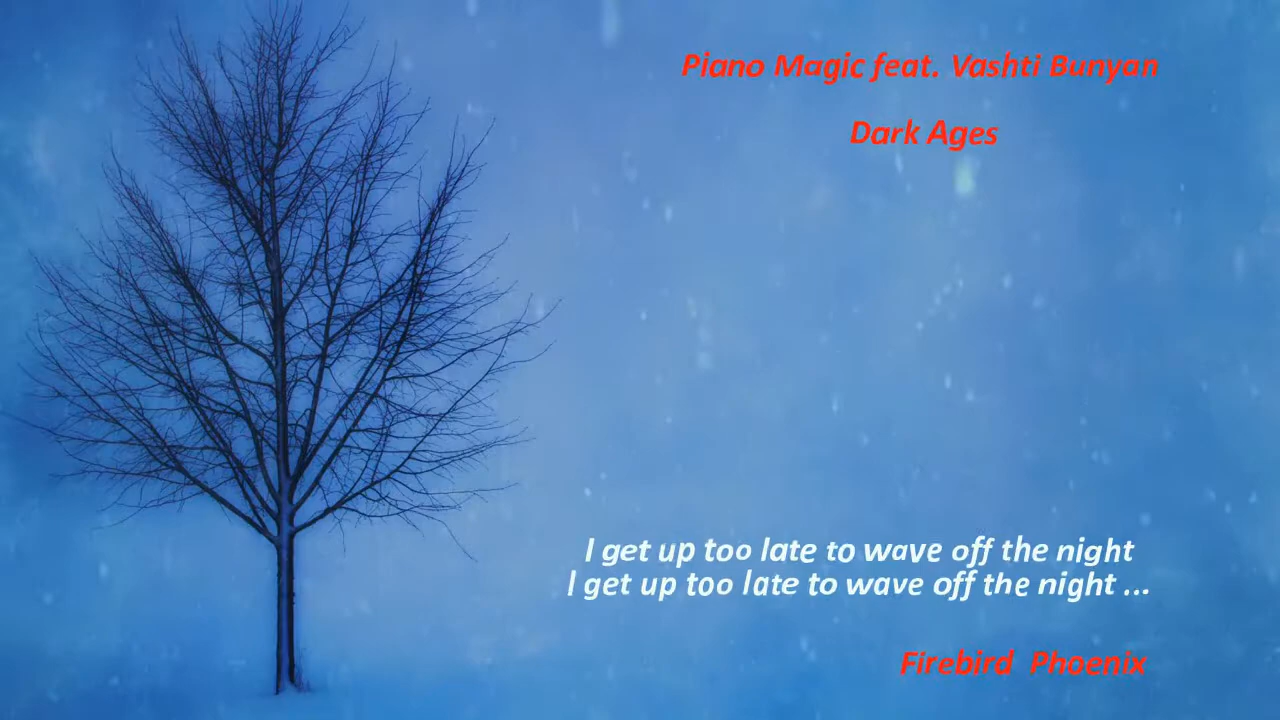 Piano Magic feat. Vashti Bunyan
Dark Ages
I get up too late to wave off the night
I get up too late to wave off the night ...
Firebird Phoenix